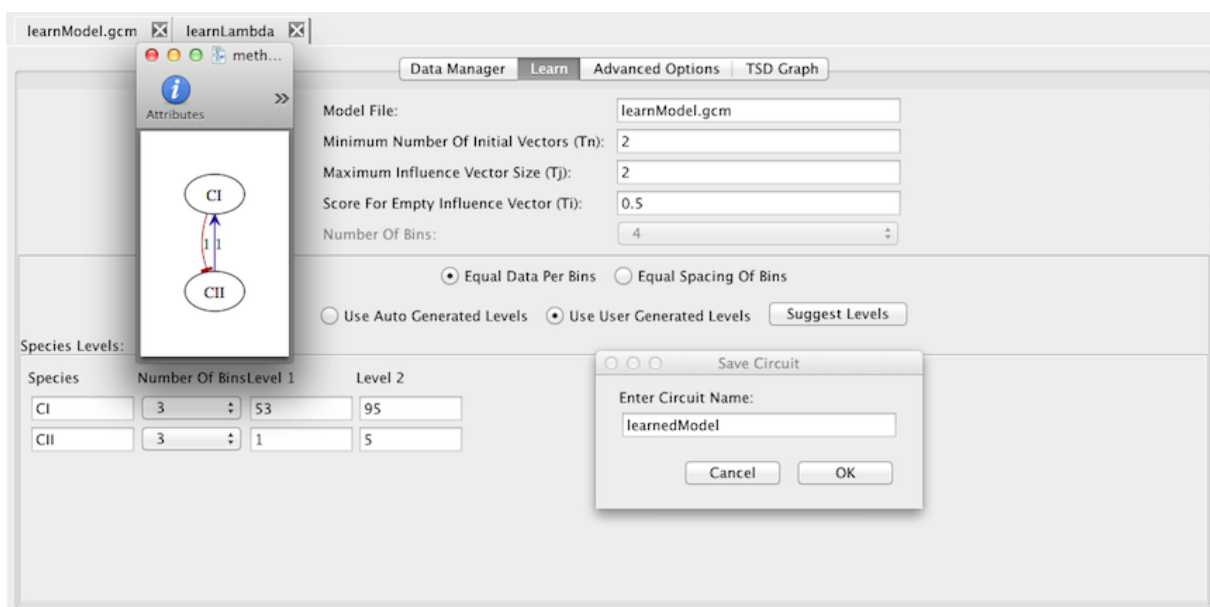 learnModel.gcm learnLambda
meth...
Attributes
Data Manager Learn Advanced Options TSD Graph
Model File: learnModel.gcm
Minimum Number Of Initial Vectors (Tn): 2
Maximum Influence Vector Size (Tj): 2
Score For Empty Influence Vector (Ti): 0.5
Number Of Bins: 4
CI
1 1
CII
Equal Data Per Bins Equal Spacing Of Bins
Use Auto Generated Levels Use User Generated Levels Suggest Levels
Species Levels:
Species Number Of Bins Level 1 Level 2
CI 3 53 95
CII 3 1 5
Save Circuit
Enter Circuit Name:
learnedModel
Cancel OK